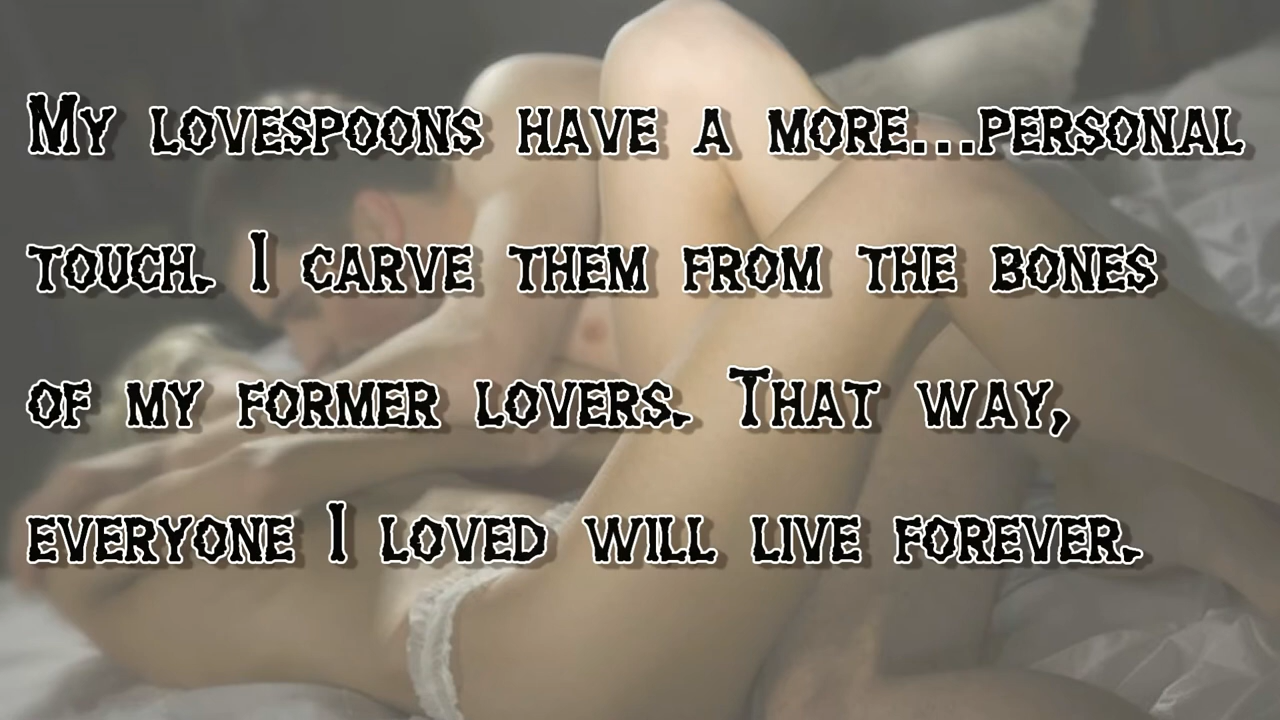 My lovespoons have a more...personal
touch. I carve them from the bones
of my former lovers. That way,
everyone I loved will live forever.